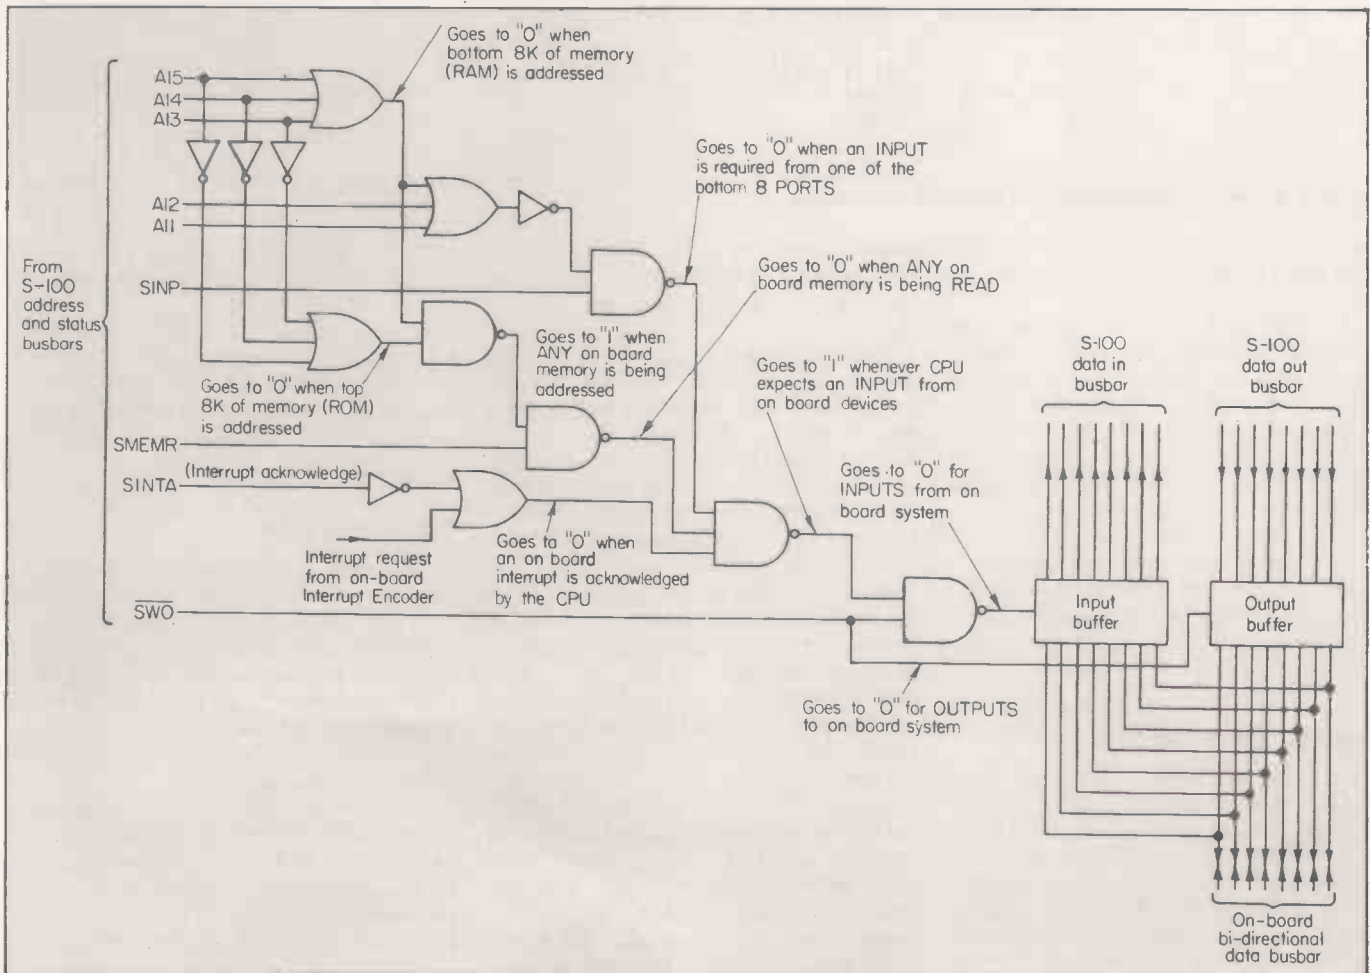 Goes to "0" when
bottom 8K of memory
(RAM) is addressed
A15
A14
A13
A12
A11
Goes to "0" when an INPUT
is required from one of the
bottom 8 PORTS
From
S-100
address
and status
busbars
SINP
Goes to "0" when ANY on
board memory is being READ
Goes to "1" when
ANY on board
memory is being
addressed
Goes to "0" when top
8K of memory (ROM)
is addressed
Goes to "1" whenever CPU
expects an INPUT from
on board devices
S-100
data in
busbar
S-100
data out
busbar
SMEMR
SINTA
(Interrupt acknowledge)
Goes to "0" for
INPUTS from on
board system
Interrupt request
from on-board
Interrupt Encoder
Goes to "0" when
an on board
interrupt is acknowledged
by the CPU
SWO
Input
buffer
Output
buffer
Goes to "0" for OUTPUTS
to on board system
On-board
bi-directional
data busbar